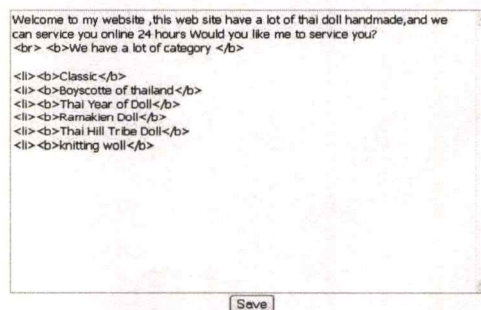 Welcome to my website ,this web site have a lot of thai doll handmade,and we
can service you online 24 hours Would you like me to service you?
<br> <b>We have a lot of category </b>

<li><b>Classic</b>
<li><b>Boyscotte of thailand</b>
<li><b>Thai Year of Doll</b>
<li><b>Ramakien Doll</b>
<li><b>Thai Hill Tribe Doll</b>
<li><b>knitting woll</b>
Save